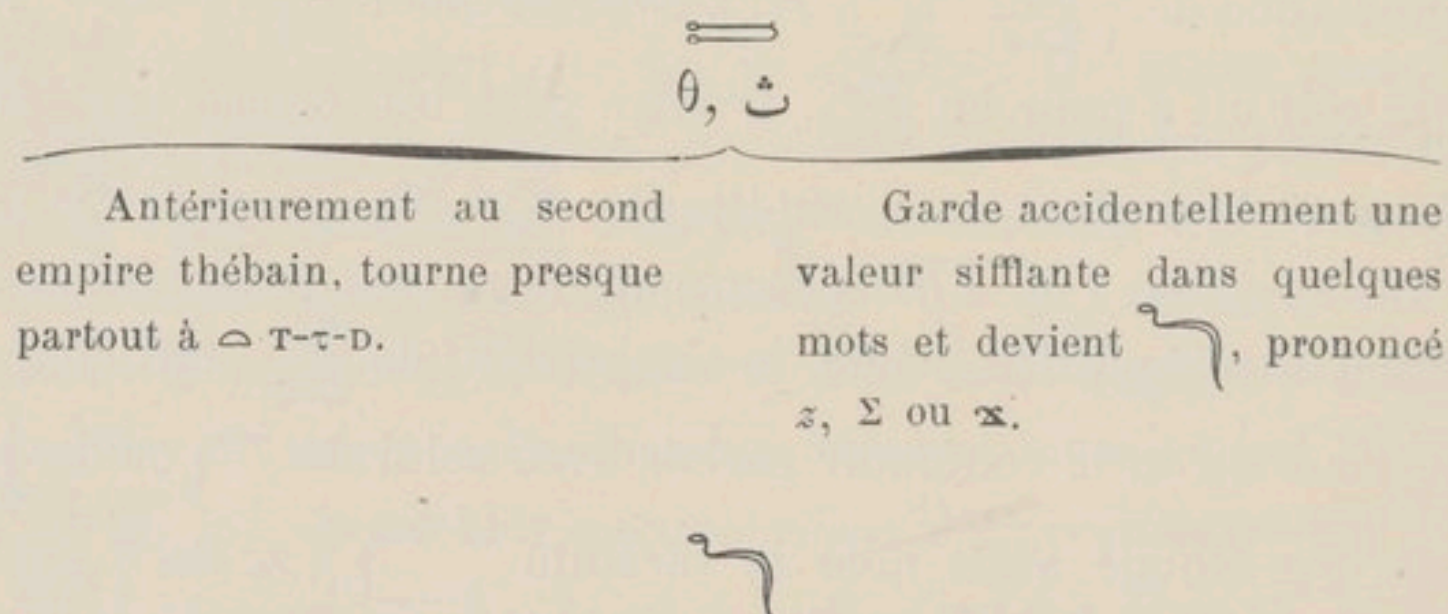 𓍿
θ, ث
Antérieurement au second
empire thébain, tourne presque
partout à 𓏏 T-τ-D.
Garde accidentellement une
valeur sifflante dans quelques
mots et devient 𓆓, prononcé
z, Σ ou ϫ.
𓆓